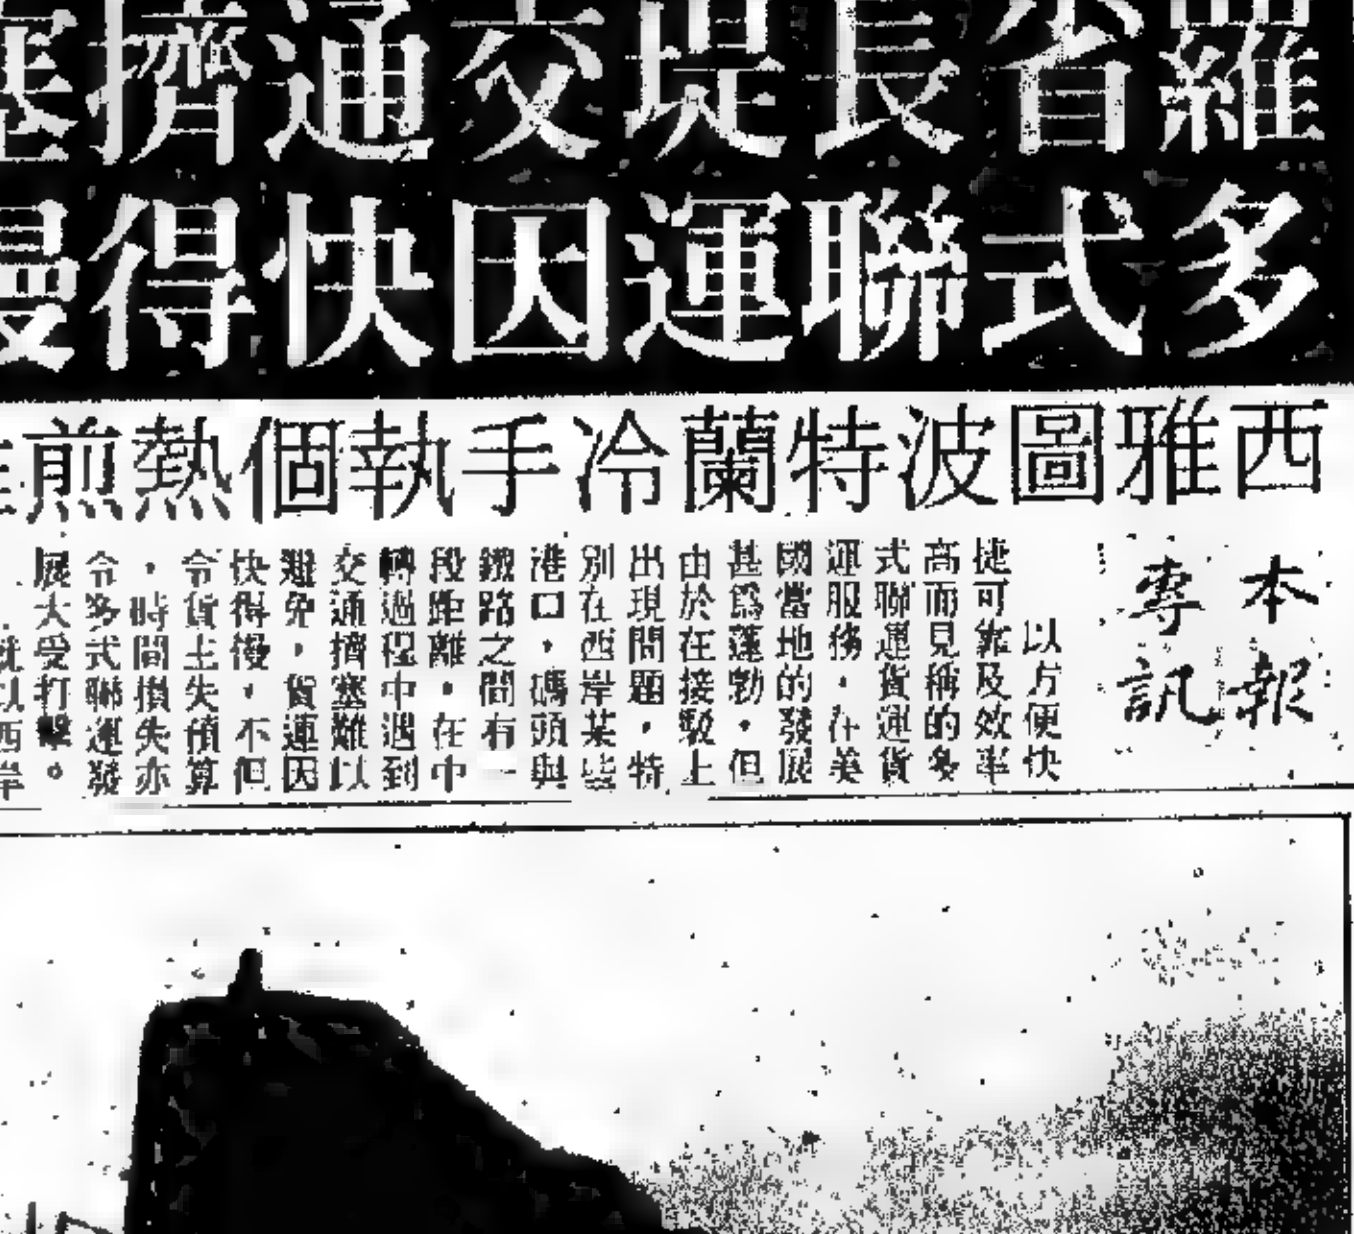 羅省長堤交通擠塞
多式聯運因快得慢
西雅圖波特蘭冷手執個熱煎
本報
專訊
以方便快
捷可靠及效率
高而見稱的多
式聯運貨運貨
運服務,在美
國當地的發展
甚爲蓬勃,但
由於在接駁上
出現問題,特
別在西岸某些
港口,碼頭與
鐵路之間有一
段距離,在中
轉過程中遇到
交通擠塞難以
避免,貨運因
快得慢,不但
令貨主失預算
,時間損失亦
令多式聯運發
展大受打擊。
就以西岸